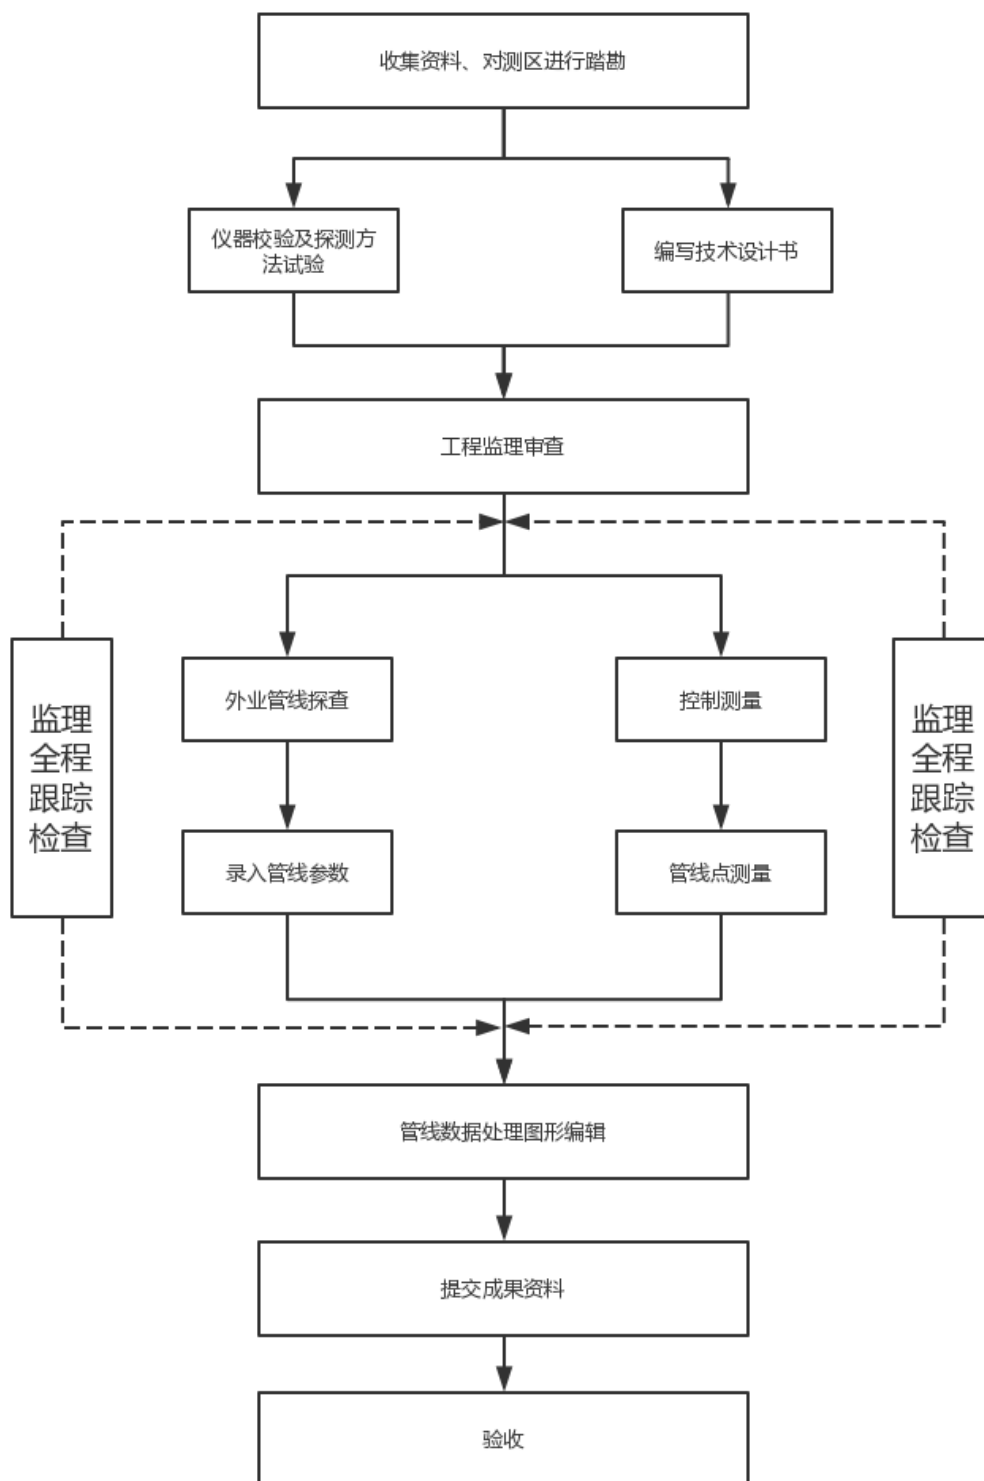 收集资料、对测区进行踏勘
仪器校验及探测方
法试验
编写技术设计书
工程监理审查
监理
全程
跟踪
检查
外业管线探查
控制测量
监理
全程
跟踪
检查
录入管线参数
管线点测量
管线数据处理图形编辑
提交成果资料
验收